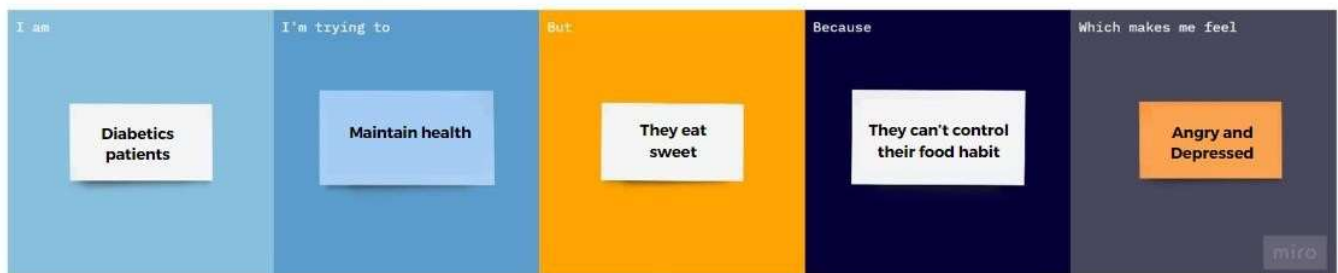 I am
Diabetics
patients
I'm trying to
Maintain health
But
They eat
sweet
Because
They can't control
their food habit
Which makes me feel
Angry and
Depressed
miro